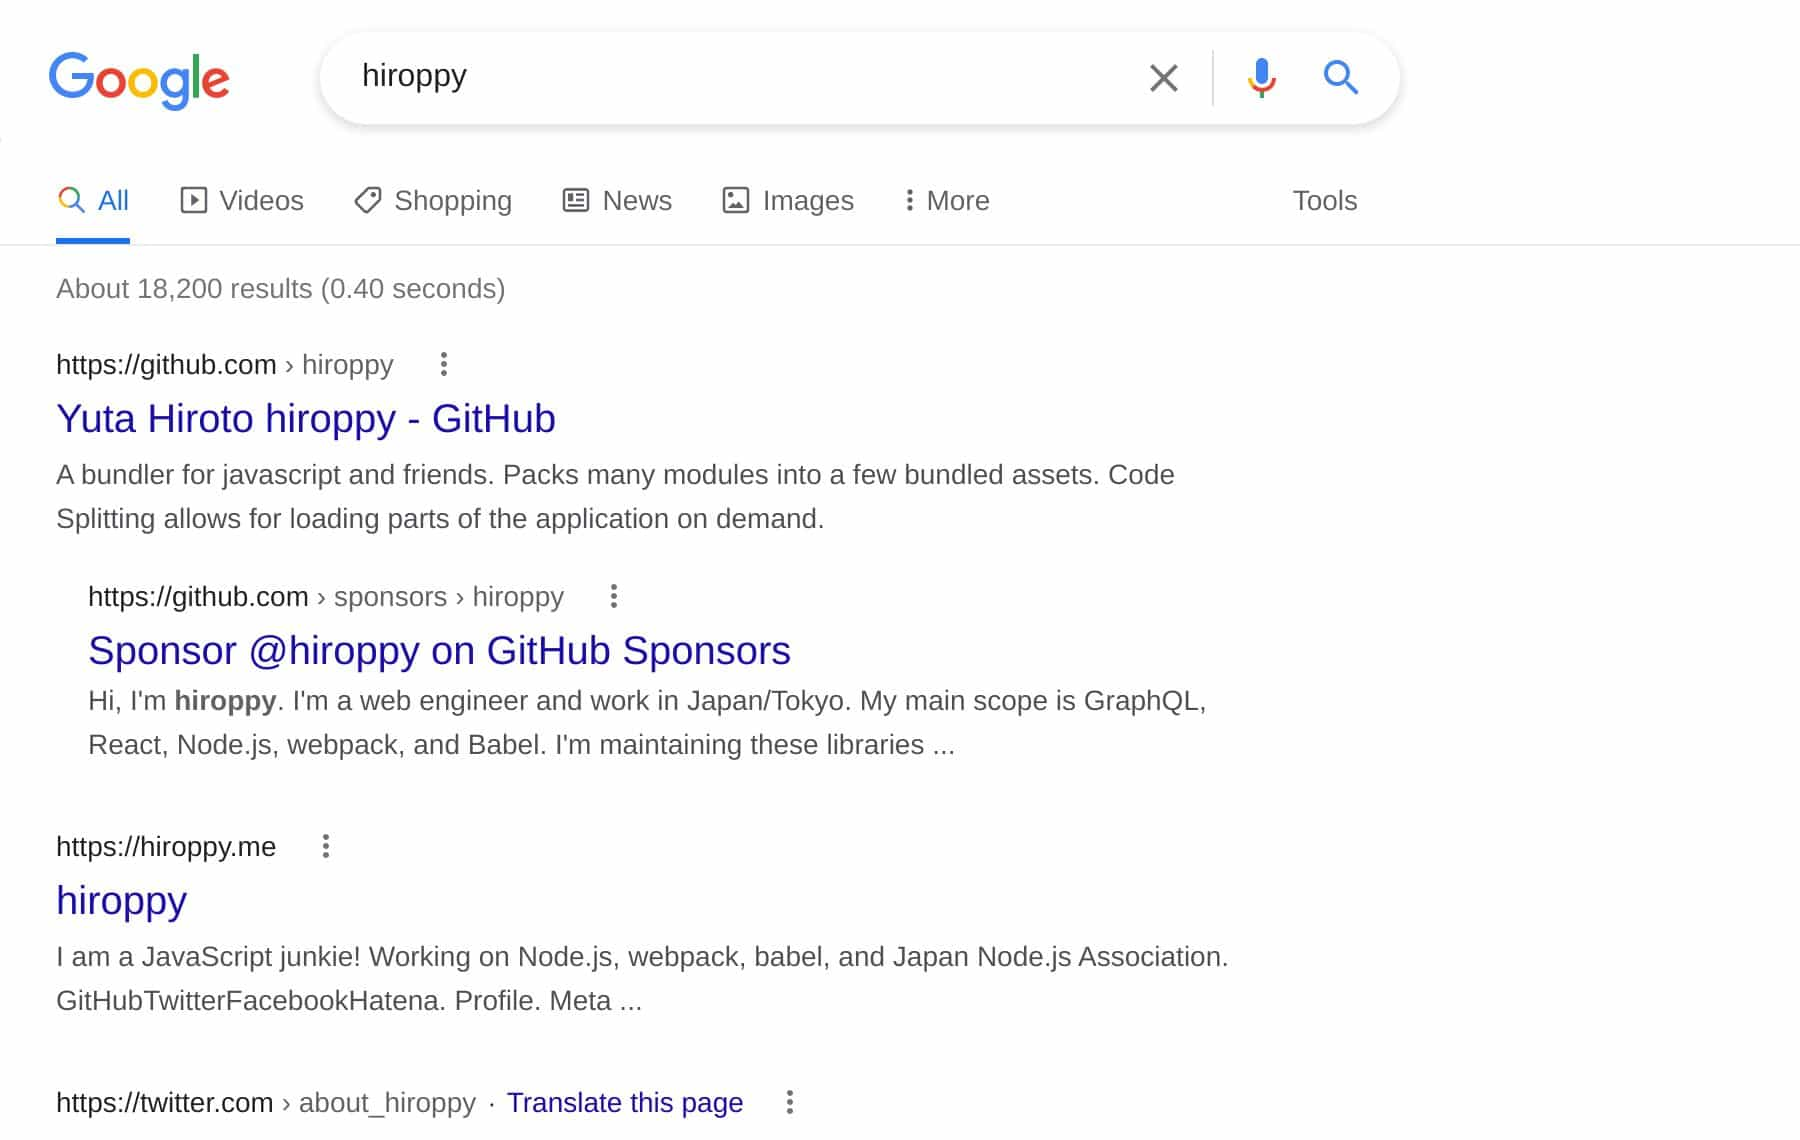 Google
hiroppy
All Videos Shopping News Images More Tools
About 18,200 results (0.40 seconds)
https://github.com › hiroppy
Yuta Hiroto hiroppy - GitHub
A bundler for javascript and friends. Packs many modules into a few bundled assets. Code
Splitting allows for loading parts of the application on demand.
https://github.com › sponsors › hiroppy
Sponsor @hiroppy on GitHub Sponsors
Hi, I'm hiroppy. I'm a web engineer and work in Japan/Tokyo. My main scope is GraphQL,
React, Node.js, webpack, and Babel. I'm maintaining these libraries ...
https://hiroppy.me
hiroppy
I am a JavaScript junkie! Working on Node.js, webpack, babel, and Japan Node.js Association.
GitHubTwitterFacebookHatena. Profile. Meta ...
https://twitter.com › about_hiroppy · Translate this page